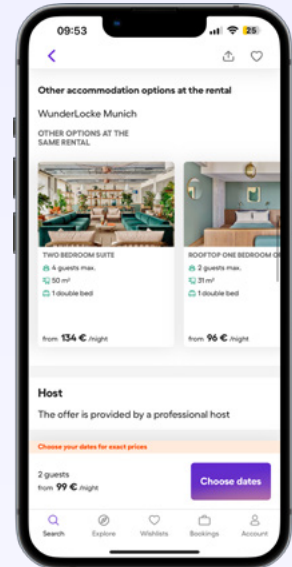 09:53
25
Other accommodation options at the rental
WunderLocke Munich
OTHER OPTIONS AT THE
SAME RENTAL
TWO BEDROOM SUITE
4 guests max.
50 m²
1 double bed
from 134 € /night
ROOFTOP ONE BEDROOM
2 guests max.
31 m²
1 double bed
from 96 € /night
Host
The offer is provided by a professional host
Choose your dates for exact prices
2 guests
from 99 € /night
Choose dates
Search
Explore
Wishlists
Bookings
Account